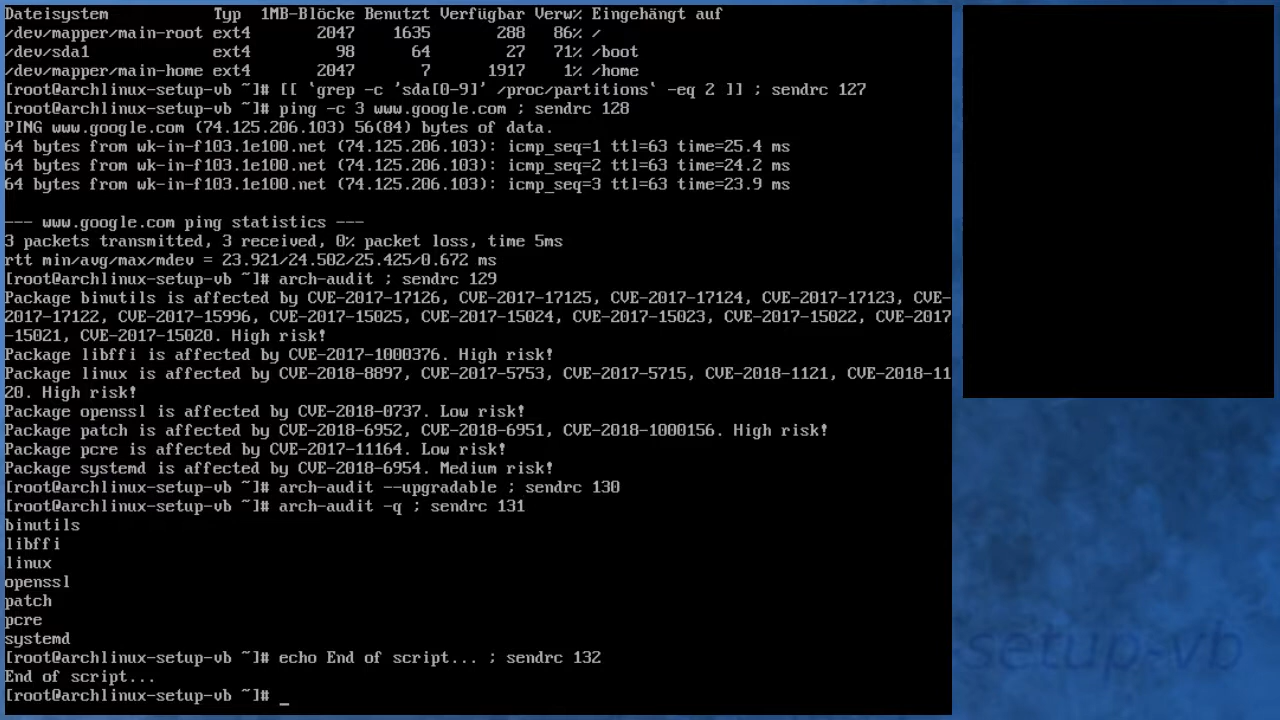 Dateisystem Typ 1MB-Blöcke Benutzt Verfügbar Verw% Eingehängt auf
/dev/mapper/main-root ext4 2047 1635 288 86% /
/dev/sda1 ext4 98 64 27 71% /boot
/dev/mapper/main-home ext4 2047 7 1917 1% /home
[root@archlinux-setup-vb ~]# [[ `grep -c 'sda[0-9]' /proc/partitions` -eq 2 ]] ; sendrc 127
[root@archlinux-setup-vb ~]# ping -c 3 www.google.com ; sendrc 128
PING www.google.com (74.125.206.103) 56(84) bytes of data.
64 bytes from wk-in-f103.1e100.net (74.125.206.103): icmp_seq=1 ttl=63 time=25.4 ms
64 bytes from wk-in-f103.1e100.net (74.125.206.103): icmp_seq=2 ttl=63 time=24.2 ms
64 bytes from wk-in-f103.1e100.net (74.125.206.103): icmp_seq=3 ttl=63 time=23.9 ms
--- www.google.com ping statistics ---
3 packets transmitted, 3 received, 0% packet loss, time 5ms
rtt min/avg/max/mdev = 23.921/24.502/25.425/0.672 ms
[root@archlinux-setup-vb ~]# arch-audit ; sendrc 129
Package binutils is affected by CVE-2017-17126, CVE-2017-17125, CVE-2017-17124, CVE-2017-17123, CVE-
2017-17122, CVE-2017-15996, CVE-2017-15025, CVE-2017-15024, CVE-2017-15023, CVE-2017-15022, CVE-2017
-15021, CVE-2017-15020. High risk!
Package libffi is affected by CVE-2017-1000376. High risk!
Package linux is affected by CVE-2018-8897, CVE-2017-5753, CVE-2017-5715, CVE-2018-1121, CVE-2018-11
20. High risk!
Package openssl is affected by CVE-2018-0737. Low risk!
Package patch is affected by CVE-2018-6952, CVE-2018-6951, CVE-2018-1000156. High risk!
Package pcre is affected by CVE-2017-11164. Low risk!
Package systemd is affected by CVE-2018-6954. Medium risk!
[root@archlinux-setup-vb ~]# arch-audit --upgradable ; sendrc 130
[root@archlinux-setup-vb ~]# arch-audit -q ; sendrc 131
binutils
libffi
linux
openssl
patch
pcre
systemd
[root@archlinux-setup-vb ~]# echo End of script... ; sendrc 132
End of script...
[root@archlinux-setup-vb ~]# _
setup-vb